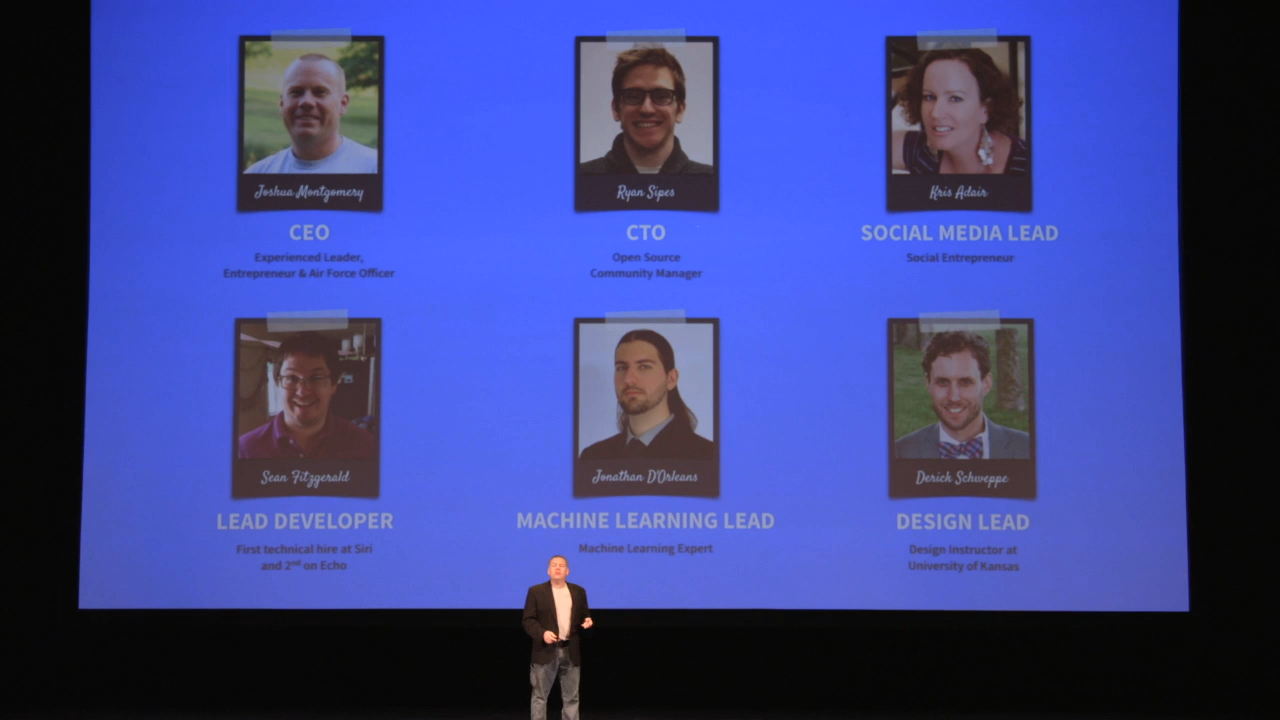 Joshua Montgomery
Ryan Sipes
Kris Adair
CEO
CTO
SOCIAL MEDIA LEAD
Experienced Leader,
Entrepreneur & Air Force Officer
Open Source
Community Manager
Social Entrepreneur
Sean Fitzgerald
Jonathan D'Orleans
Derick Schweppe
LEAD DEVELOPER
MACHINE LEARNING LEAD
DESIGN LEAD
First technical hire at Siri
and 2nd on Echo
Machine Learning Expert
Design Instructor at
University of Kansas